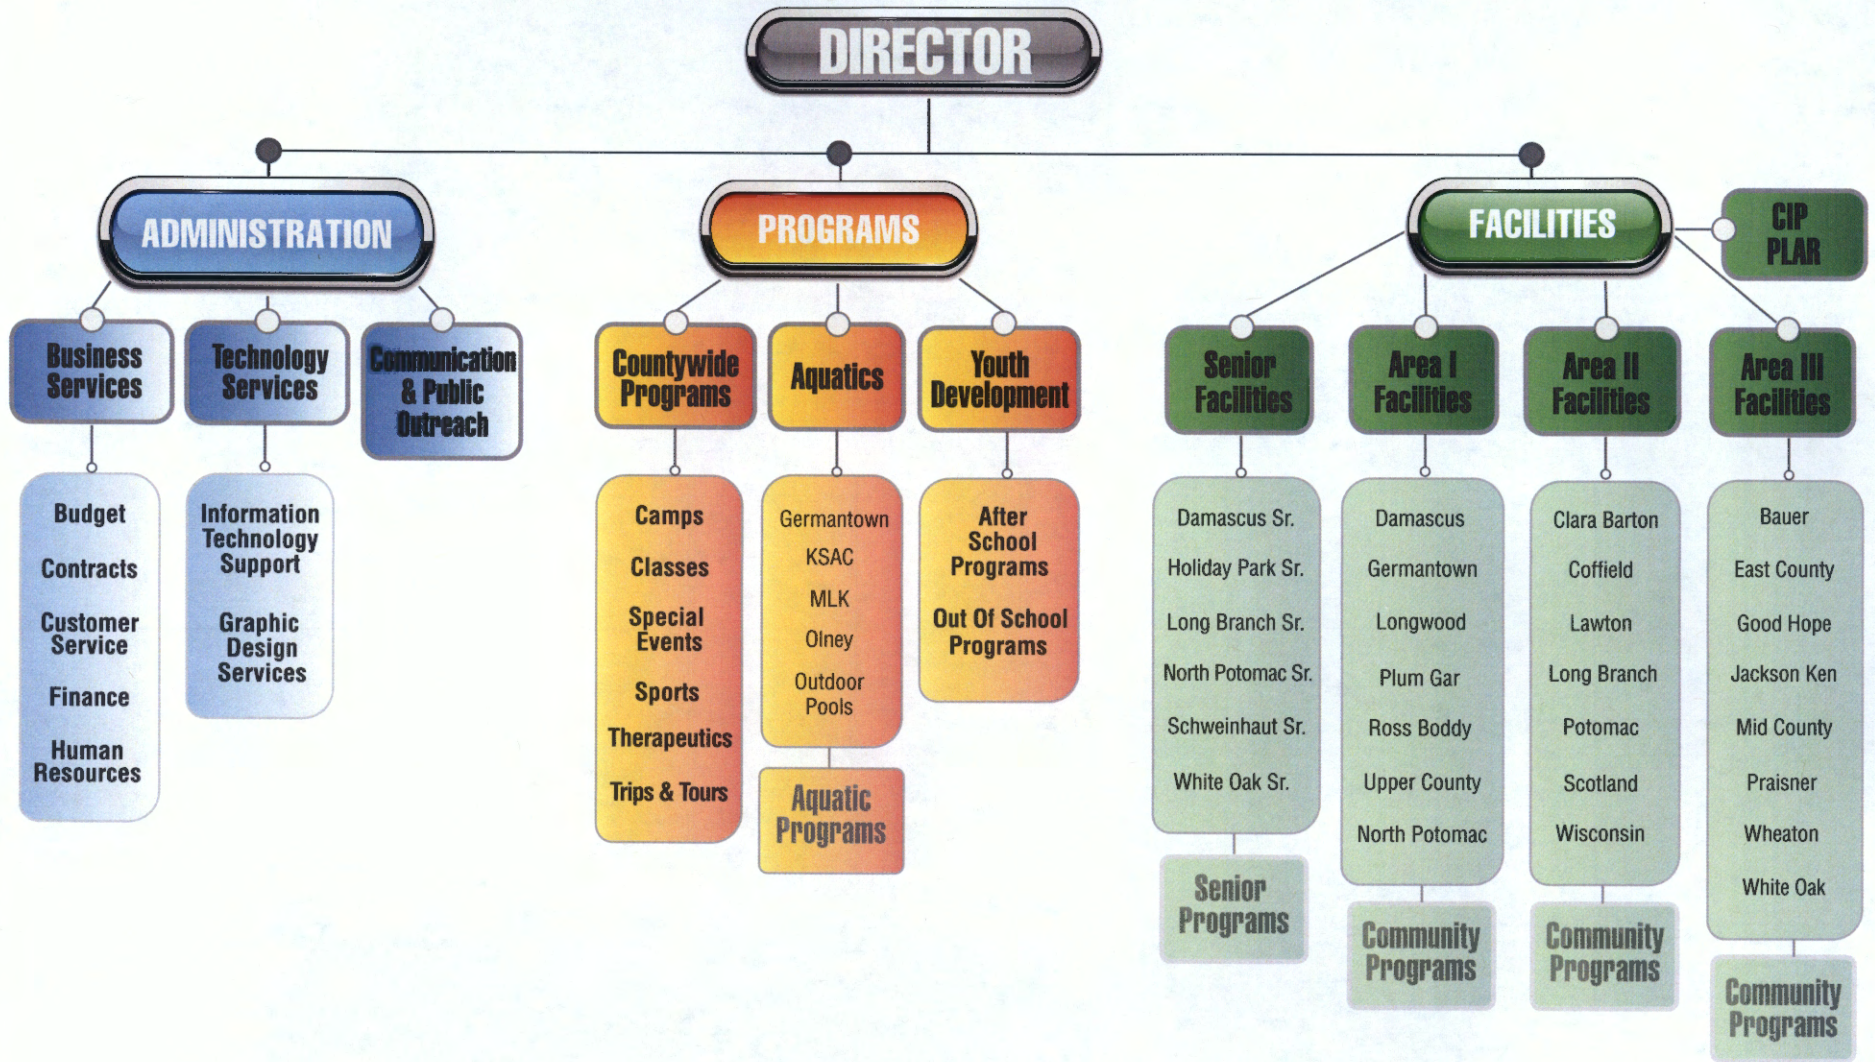 DIRECTOR
ADMINISTRATION
Business
Services
Budget
Contracts
Customer
Service
Finance
Human
Resources
Technology
Services
Information
Technology
Support
Graphic
Design
Services
Communication
& Public
Outreach
PROGRAMS
Countywide
Programs
Camps
Classes
Special
Events
Sports
Therapeutics
Trips & Tours
Aquatics
Germantown
KSAC
MLK
Olney
Outdoor
Pools
Aquatic
Programs
Youth
Development
After
School
Programs
Out Of School
Programs
FACILITIES
CIP
PLAR
Senior
Facilities
Damascus Sr.
Holiday Park Sr.
Long Branch Sr.
North Potomac Sr.
Schweinhaut Sr.
White Oak Sr.
Senior
Programs
Area I
Facilities
Damascus
Germantown
Longwood
Plum Gar
Ross Boddy
Upper County
North Potomac
Community
Programs
Area II
Facilities
Clara Barton
Coffield
Lawton
Long Branch
Potomac
Scotland
Wisconsin
Community
Programs
Area III
Facilities
Bauer
East County
Good Hope
Jackson Ken
Mid County
Praisner
Wheaton
White Oak
Community
Programs